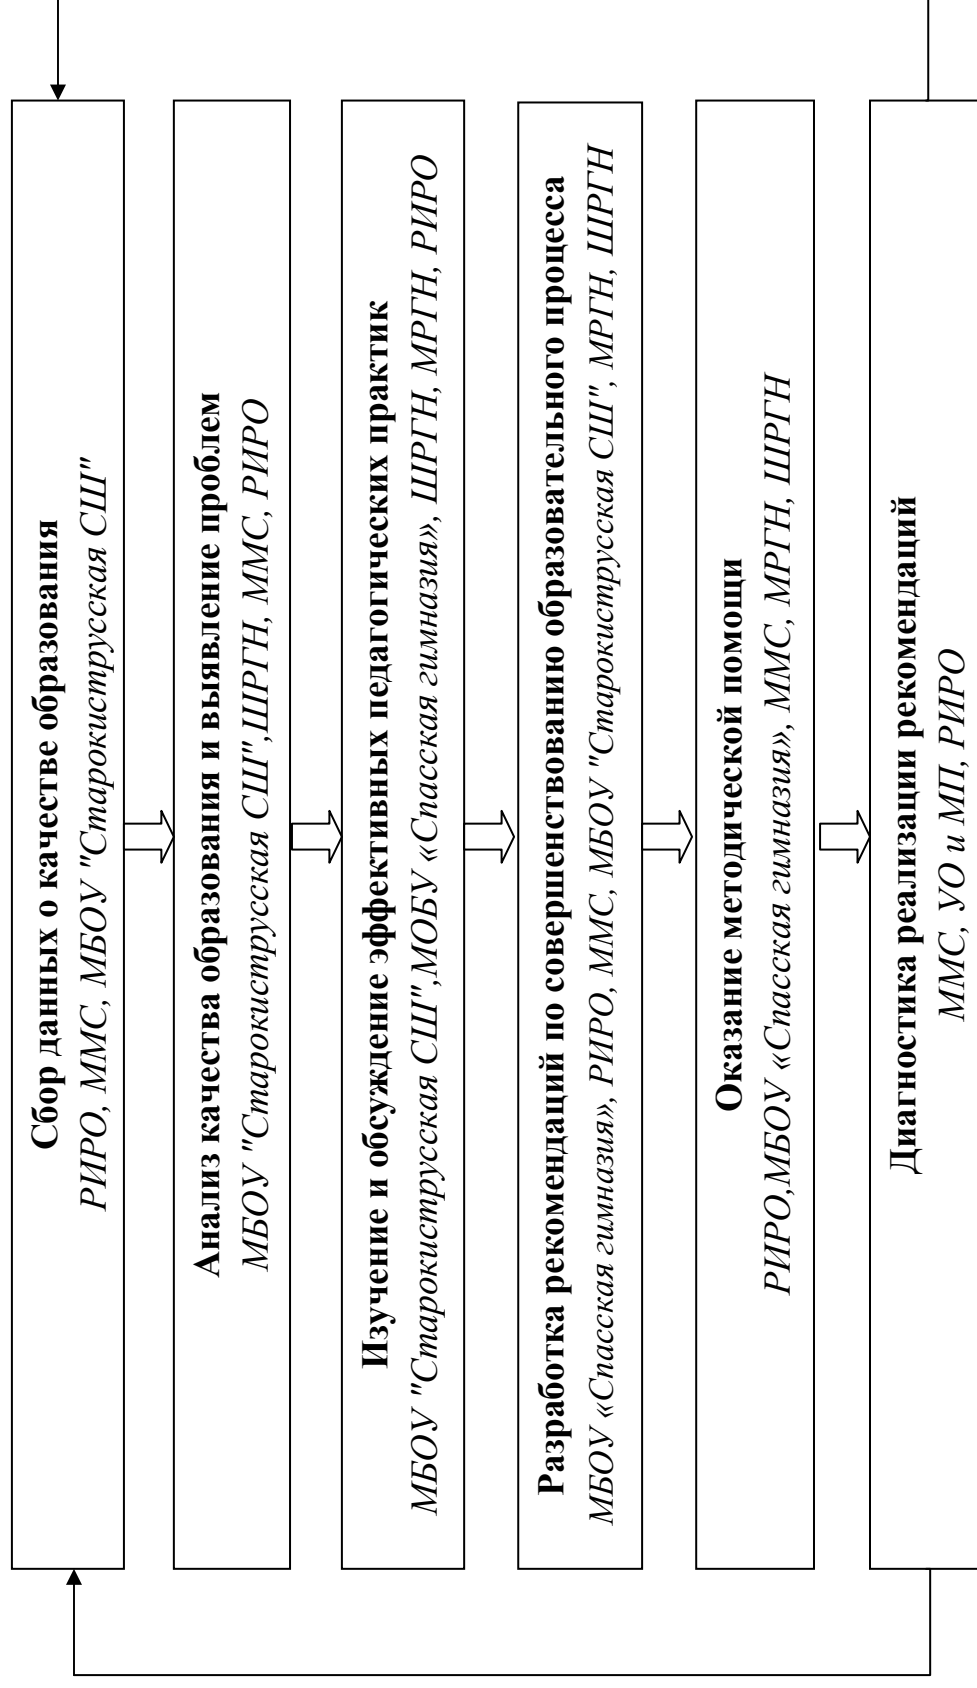 Сбор данных о качестве образования
РИРО, ММС, МБОУ "Старокиструсская СШ"
Анализ качества образования и выявление проблем
МБОУ "Старокиструсская СШ",ШРГН, ММС, РИРО
Изучение и обсуждение эффективных педагогических практик
МБОУ "Старокиструсская СШ",МОБУ «Спасская гимназия», ШРГН, МРГН, РИРО
Разработка рекомендаций по совершенствованию образовательного процесса
МБОУ «Спасская гимназия», РИРО, ММС, МБОУ "Старокиструсская СШ", МРГН, ШРГН
Оказание методической помощи
РИРО,МБОУ «Спасская гимназия», ММС, МРГН, ШРГН
Диагностика реализации рекомендаций
ММС, УО и МП, РИРО